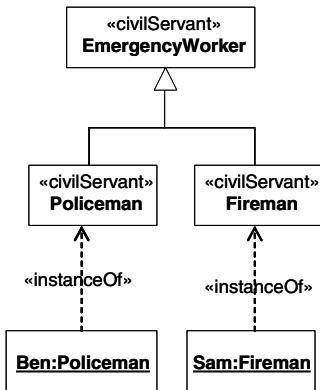 «civilServant»
EmergencyWorker
«civilServant»
Policeman
«civilServant»
Fireman
«instanceOf»
«instanceOf»
Ben:Policeman
Sam:Fireman